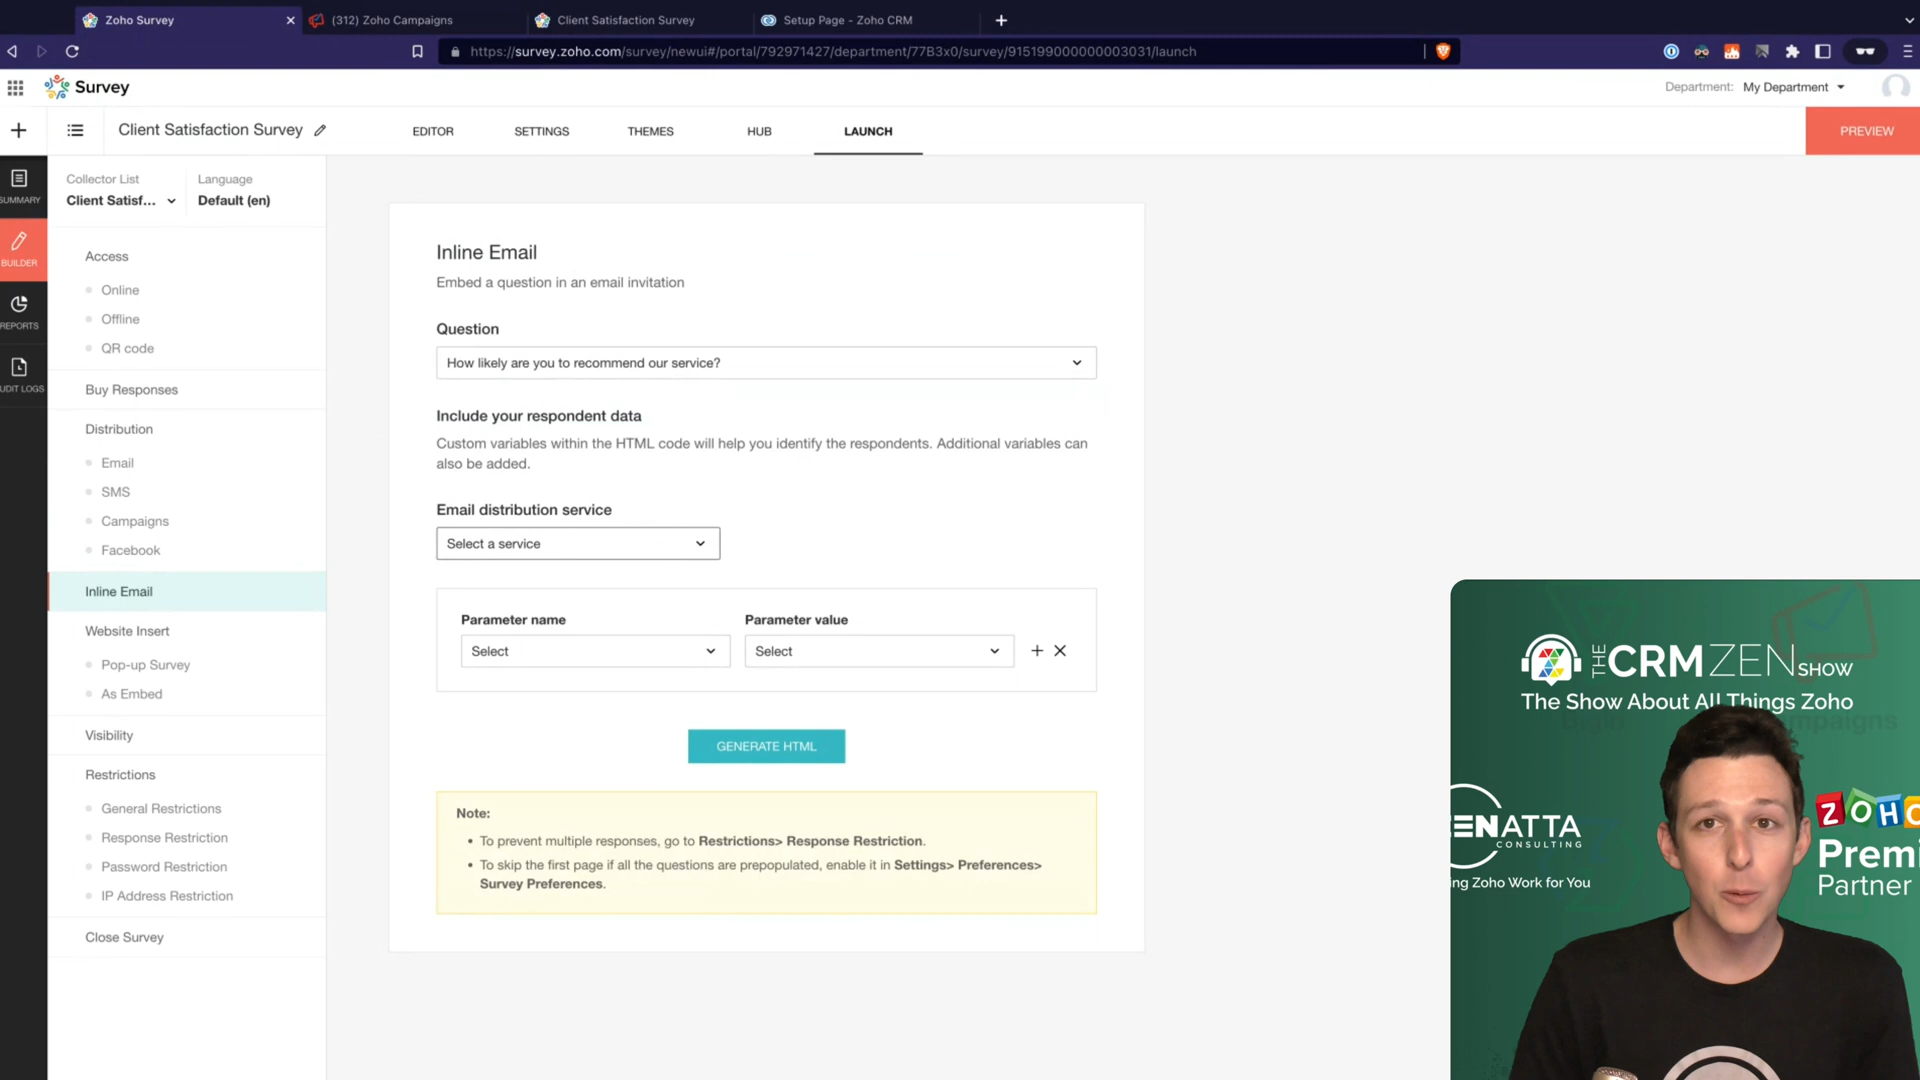 Zoho Survey
(312) Zoho Campaigns
Client Satisfaction Survey
Setup Page - Zoho CRM
https://survey.zoho.com/survey/newui#/portal/792971427/department/77B3x0/survey/915199000000003031/launch
Survey
Department: My Department
Client Satisfaction Survey
EDITOR
SETTINGS
THEMES
HUB
LAUNCH
PREVIEW
SUMMARY
BUILDER
REPORTS
UDIT LOGS
Collector List
Client Satisf...
Language
Default (en)
Access
Online
Offline
QR code
Buy Responses
Distribution
Email
SMS
Campaigns
Facebook
Inline Email
Website Insert
Pop-up Survey
As Embed
Visibility
Restrictions
General Restrictions
Response Restriction
Password Restriction
IP Address Restriction
Close Survey
Inline Email
Embed a question in an email invitation
Question
How likely are you to recommend our service?
Include your respondent data
Custom variables within the HTML code will help you identify the respondents. Additional variables can
also be added.
Email distribution service
Select a service
Parameter name
Parameter value
Select
Select
GENERATE HTML
Note:
To prevent multiple responses, go to Restrictions> Response Restriction.
To skip the first page if all the questions are prepopulated, enable it in Settings> Preferences>
Survey Preferences.
THE CRMZEN SHOW
The Show About All Things Zoho
ENATTA
CONSULTING
ng Zoho Work for You
ZOHO
Premi
Partner